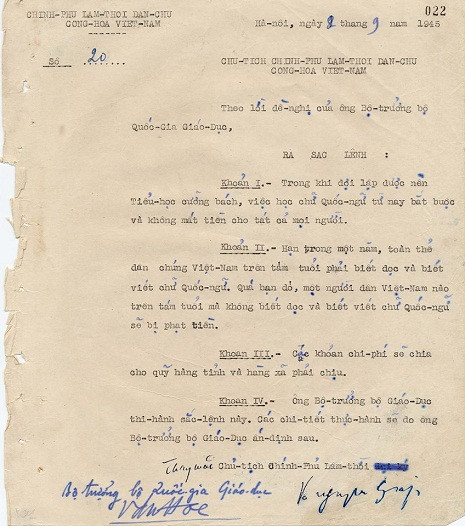 022
CHINH-PHU LAM-THOI DAN-CHU
CONG-HOA VIET-NAM
Hà-nôi, ngày 8 tháng 9 năm 1945
Số 20
CHU-TICH CHINH-PHU LAM-THOI DAN-CHU
CONG-HOA VIET-NAM
Theo lời đề-nghị của ông Bộ-trưởng bộ
Quốc-Gia Giáo-Dục,
RA SAC LÊNH :
Khoản I.- Trong khi đợi lập được nền
Tiểu-học cưỡng bách, việc học chữ Quốc-ngữ từ nay bắt buộc
và không mất tiền cho tất cả mọi người.
Khoản II.- Hạn trong một năm, toàn thể
dân chúng Việt-Nam trên tám tuổi phải biết đọc và biết
viết chữ Quốc-ngữ. Quá hạn đó, một người dân Việt-Nam nào
trên tám tuổi mà không biết đọc và biết viết chữ Quốc-ngữ
sẽ bị phạt tiền.
Khoản III.- Các khoản chi-phí sẽ chia
cho quỹ hàng tỉnh và hàng xã phải chịu.
Khoản IV.- Ông Bộ-trưởng bộ Giáo-Dục
thi-hành sắc-lệnh này. Các chi-tiết thực-hành sẽ do ông
Bộ-trưởng bộ Giáo-Dục ấn-định sau.
Thay mặt Chủ-tịch Chính-Phủ Lâm-thời
Bộ trưởng bộ Quốc-gia Giáo-dục
Võ nguyên Giáp